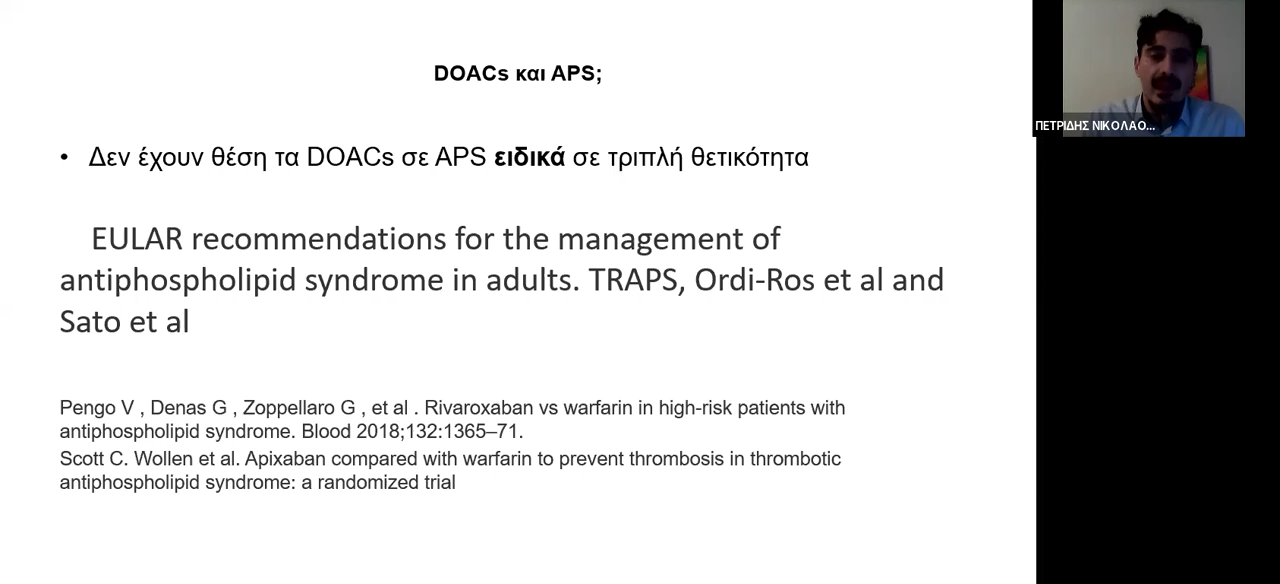 DOACs και APS;
• Δεν έχουν θέση τα DOACs σε APS ειδικά σε τριπλή θετικότητα
EULAR recommendations for the management of
antiphospholipid syndrome in adults. TRAPS, Ordi-Ros et al and
Sato et al
Pengo V , Denas G , Zoppellaro G , et al . Rivaroxaban vs warfarin in high-risk patients with
antiphospholipid syndrome. Blood 2018;132:1365–71.
Scott C. Wollen et al. Apixaban compared with warfarin to prevent thrombosis in thrombotic
antiphospholipid syndrome: a randomized trial
ΠΕΤΡΙΔΗΣ ΝΙΚΟΛΑΟ...